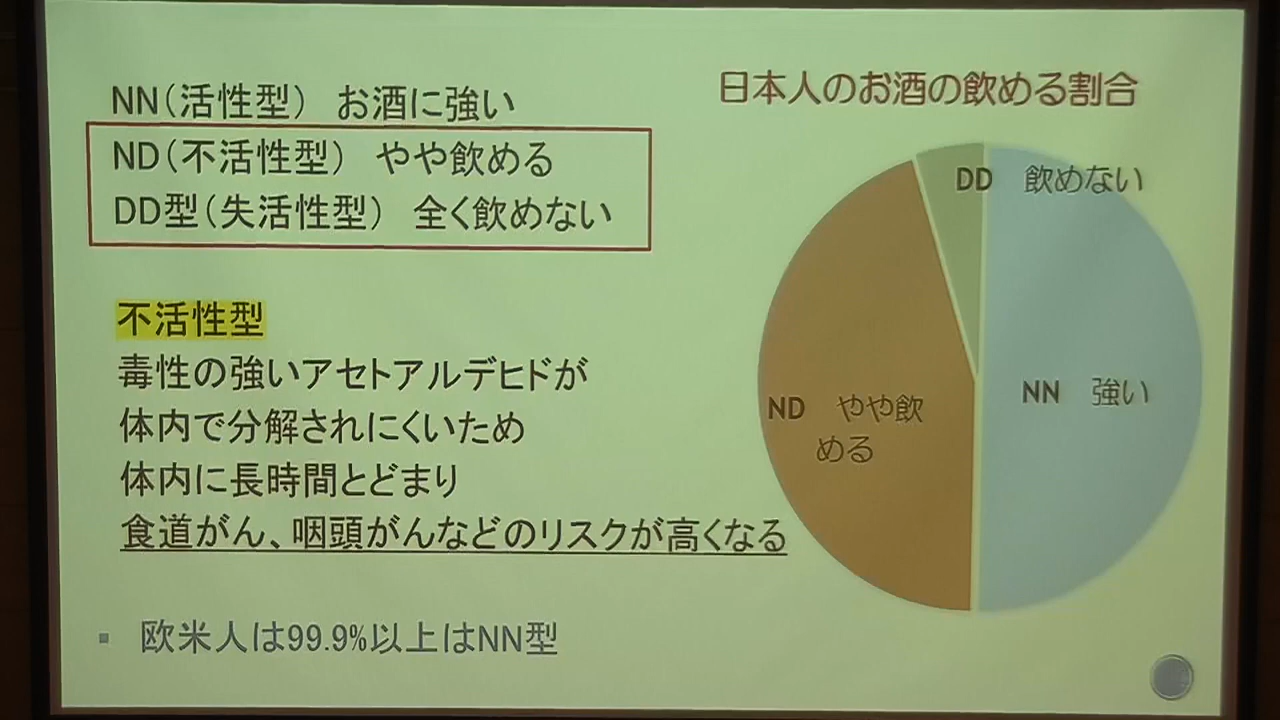 NN（活性型）　お酒に強い
ND（不活性型）　やや飲める
DD型（失活性型）　全く飲めない
不活性型
毒性の強いアセトアルデヒドが
体内で分解されにくいため
体内に長時間とどまり
食道がん、咽頭がんなどのリスクが高くなる
▪ 欧米人は99.9%以上はNN型
日本人のお酒の飲める割合
DD　飲めない
NN　強い
ND　やや飲
める